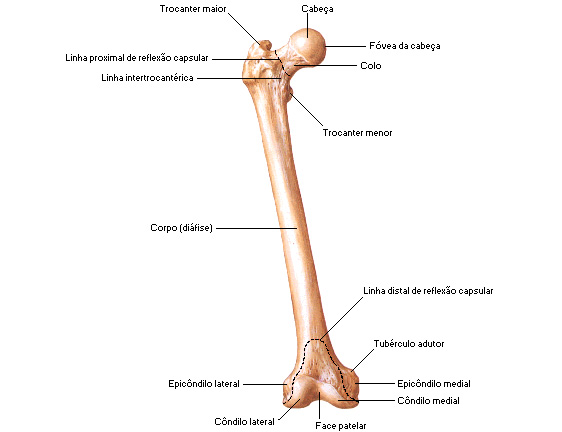 Trocanter maior
Cabeça
Fóvea da cabeça
Linha proximal de reflexão capsular
Colo
Linha intertrocantérica
Trocanter menor
Corpo (diáfise)
Linha distal de reflexão capsular
Tubérculo adutor
Epicôndilo lateral
Epicôndilo medial
Côndilo medial
Côndilo lateral
Face patelar